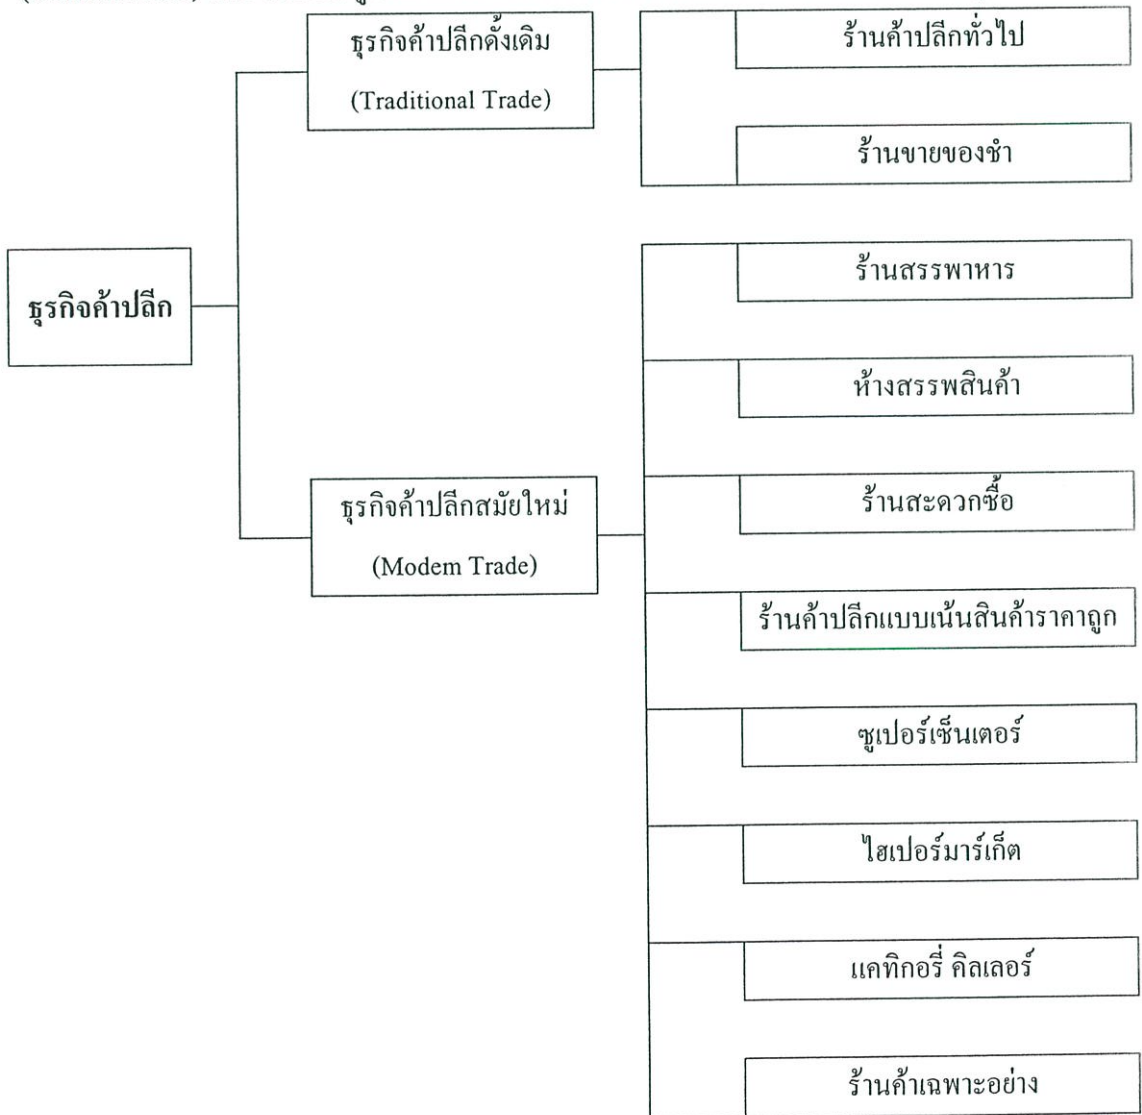 ธุรกิจค้าปลีกดั้งเดิม
(Traditional Trade)
ร้านค้าปลีกทั่วไป
ร้านขายของชำ
ธุรกิจค้าปลีก
ธุรกิจค้าปลีกสมัยใหม่
(Modem Trade)
ร้านสรรพาหาร
ห้างสรรพสินค้า
ร้านสะดวกซื้อ
ร้านค้าปลีกแบบเน้นสินค้าราคาถูก
ซูเปอร์เซ็นเตอร์
ไฮเปอร์มาร์เก็ต
แคทิกอรี่ คิลเลอร์
ร้านค้าเฉพาะอย่าง